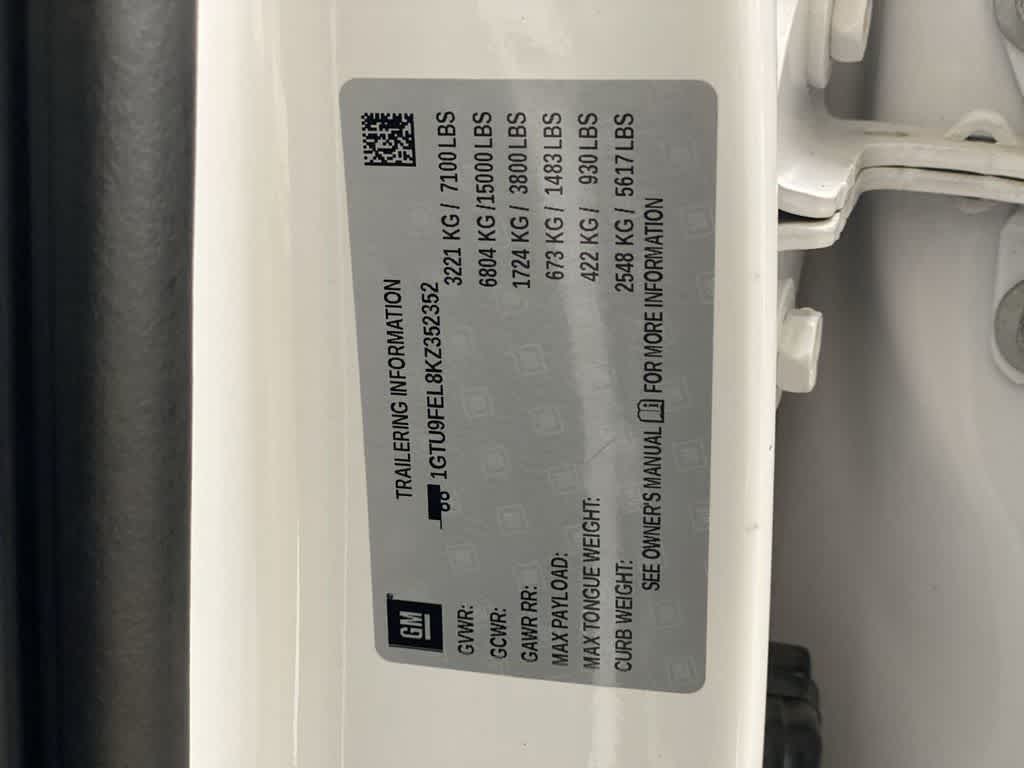 GM
TRAILERING INFORMATION
1GTU9FEL8KZ352352
GVWR: 3221 KG / 7100 LBS
GCWR: 6804 KG /15000 LBS
GAWR RR: 1724 KG / 3800 LBS
MAX PAYLOAD: 673 KG / 1483 LBS
MAX TONGUE WEIGHT: 422 KG / 930 LBS
CURB WEIGHT: 2548 KG / 5617 LBS
SEE OWNER'S MANUAL FOR MORE INFORMATION